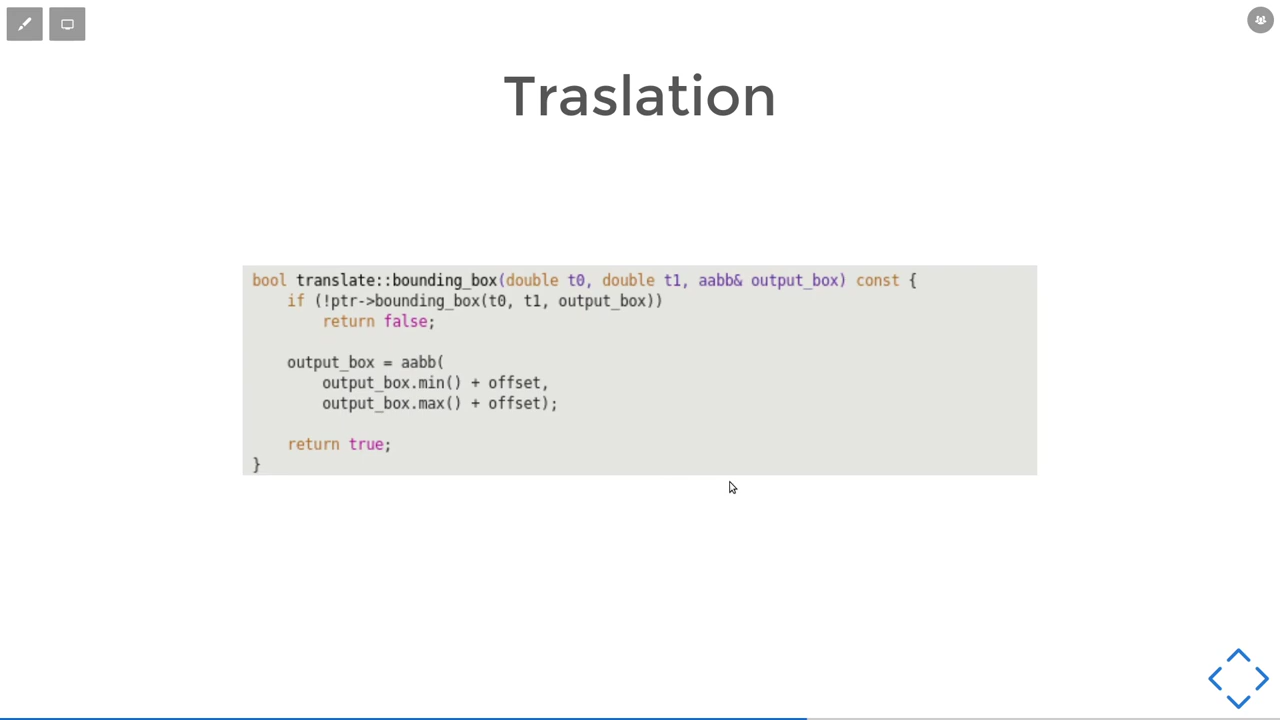 Traslation
bool translate::bounding_box(double t0, double t1, aabb& output_box) const {
    if (!ptr->bounding_box(t0, t1, output_box))
        return false;

    output_box = aabb(
        output_box.min() + offset,
        output_box.max() + offset);

    return true;
}